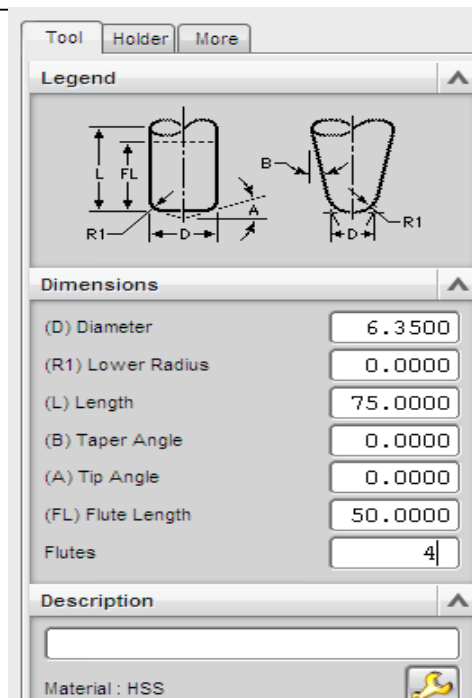 Tool Holder More
Legend
L FL B
R1 D A D R1
Dimensions
(D) Diameter 6.3500
(R1) Lower Radius 0.0000
(L) Length 75.0000
(B) Taper Angle 0.0000
(A) Tip Angle 0.0000
(FL) Flute Length 50.0000
Flutes 4
Description
Material : HSS